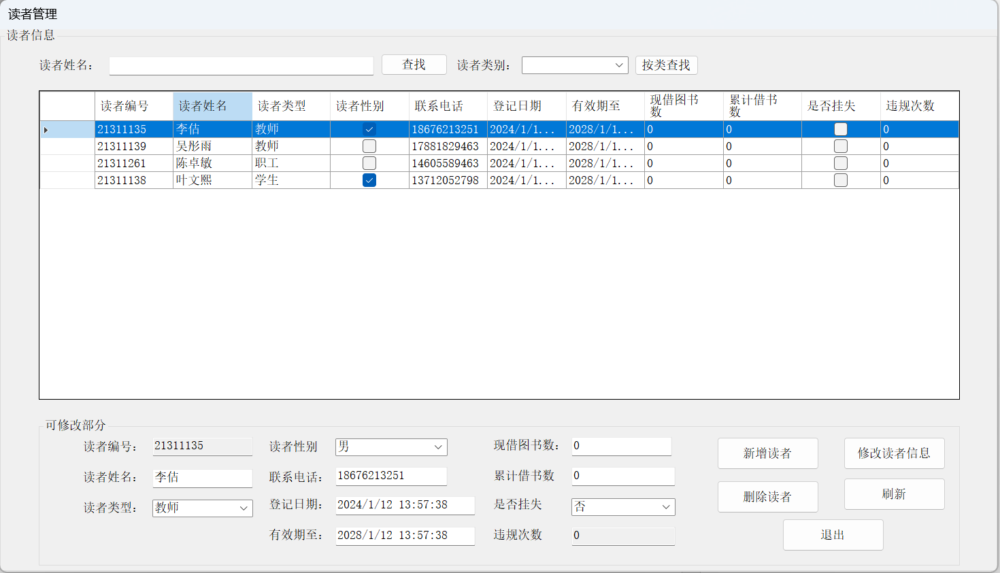 读者管理
读者信息
读者姓名： 查找 读者类别： 按类查找
读者编号 读者姓名 读者类型 读者性别 联系电话 登记日期 有效期至 现借图书数 累计借书数 是否挂失 违规次数
21311135 李佶 教师 18676213251 2024/1/1... 2028/1/1... 0 0 0
21311139 吴彤雨 教师 17881829463 2024/1/1... 2028/1/1... 0 0 0
21311261 陈卓敏 职工 14605589463 2024/1/1... 2028/1/1... 0 0 0
21311138 叶文熙 学生 13712052798 2024/1/1... 2028/1/1... 0 0 0
可修改部分
读者编号： 21311135 读者性别 男 现借图书数： 0 新增读者 修改读者信息
读者姓名： 李佶 联系电话： 18676213251 累计借书数 0
读者类型： 教师 登记日期： 2024/1/12 13:57:38 是否挂失 否 删除读者 刷新
有效期至： 2028/1/12 13:57:38 违规次数 0 退出